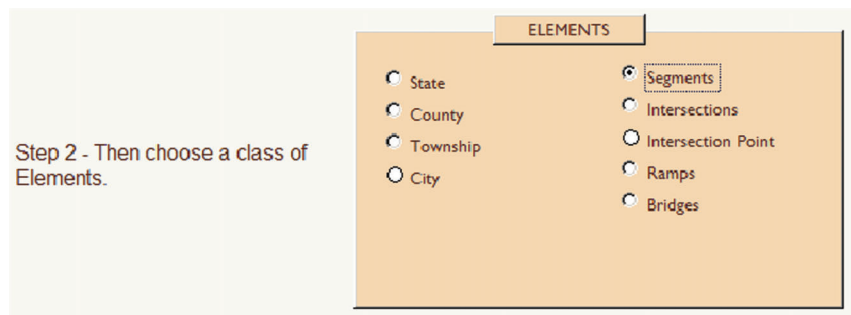 ELEMENTS
Step 2 - Then choose a class of
Elements.
State
County
Township
City
Segments
Intersections
Intersection Point
Ramps
Bridges